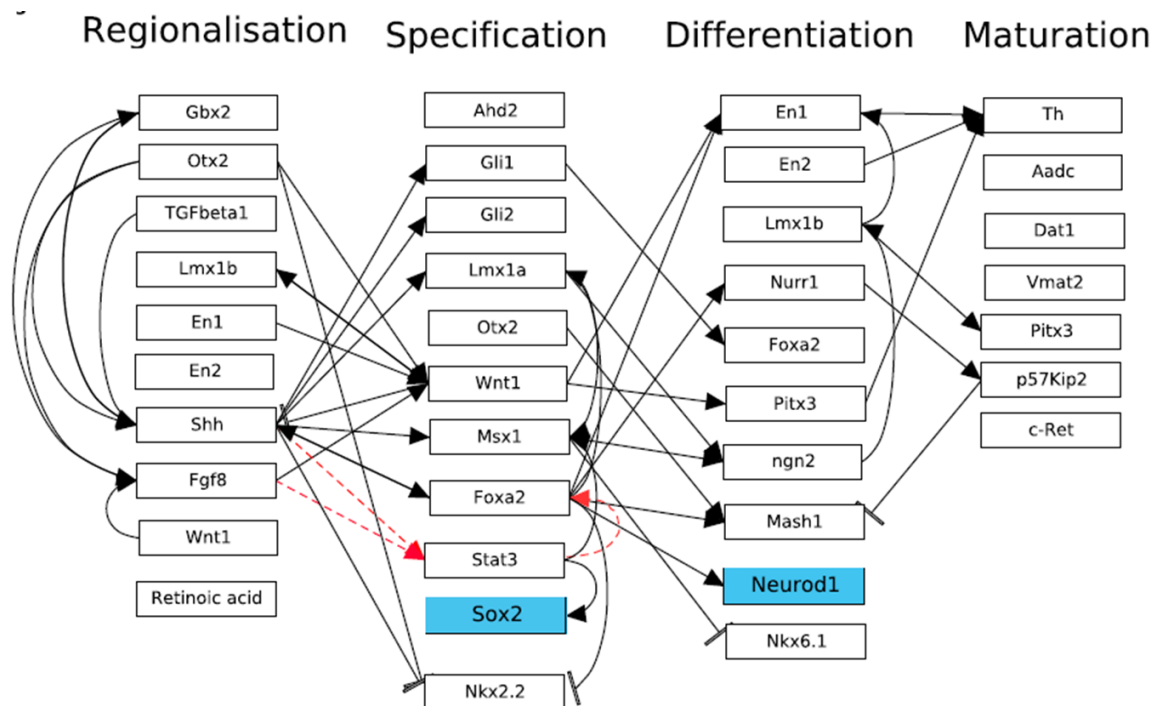 Regionalisation
Specification
Differentiation
Maturation
Gbx2
Otx2
TGFbeta1
Lmx1b
En1
En2
Shh
Fgf8
Wnt1
Retinoic acid
Ahd2
Gli1
Gli2
Lmx1a
Otx2
Wnt1
Msx1
Foxa2
Stat3
Sox2
Nkx2.2
En1
En2
Lmx1b
Nurr1
Foxa2
Pitx3
ngn2
Mash1
Neurod1
Nkx6.1
Th
Aadc
Dat1
Vmat2
Pitx3
p57Kip2
c-Ret